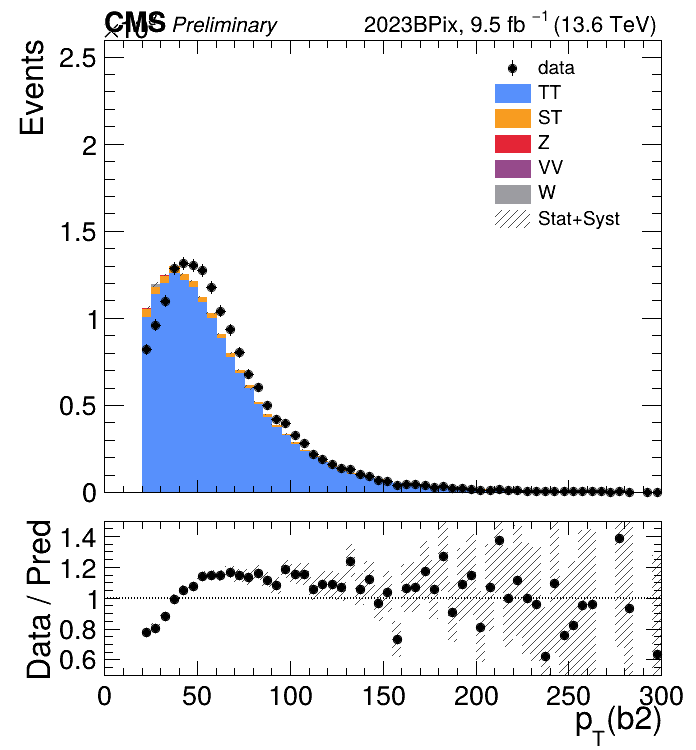 CMS Preliminary 2023BPix, 9.5 fb⁻¹ (13.6 TeV)
Events
2.5
2
1.5
1
0.5
0
data
TT
ST
Z
VV
W
Stat+Syst
Data / Pred
1.4
1.2
1
0.8
0.6
0 50 100 150 200 250 300
p_T(b2)